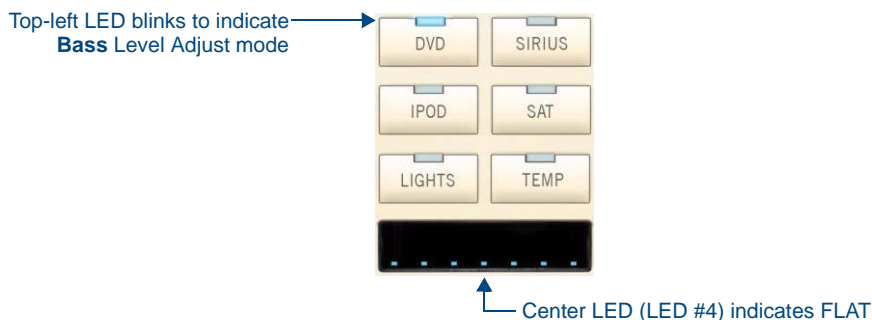 Top-left LED blinks to indicate
Bass Level Adjust mode
DVD SIRIUS
IPOD SAT
LIGHTS TEMP
Center LED (LED #4) indicates FLAT